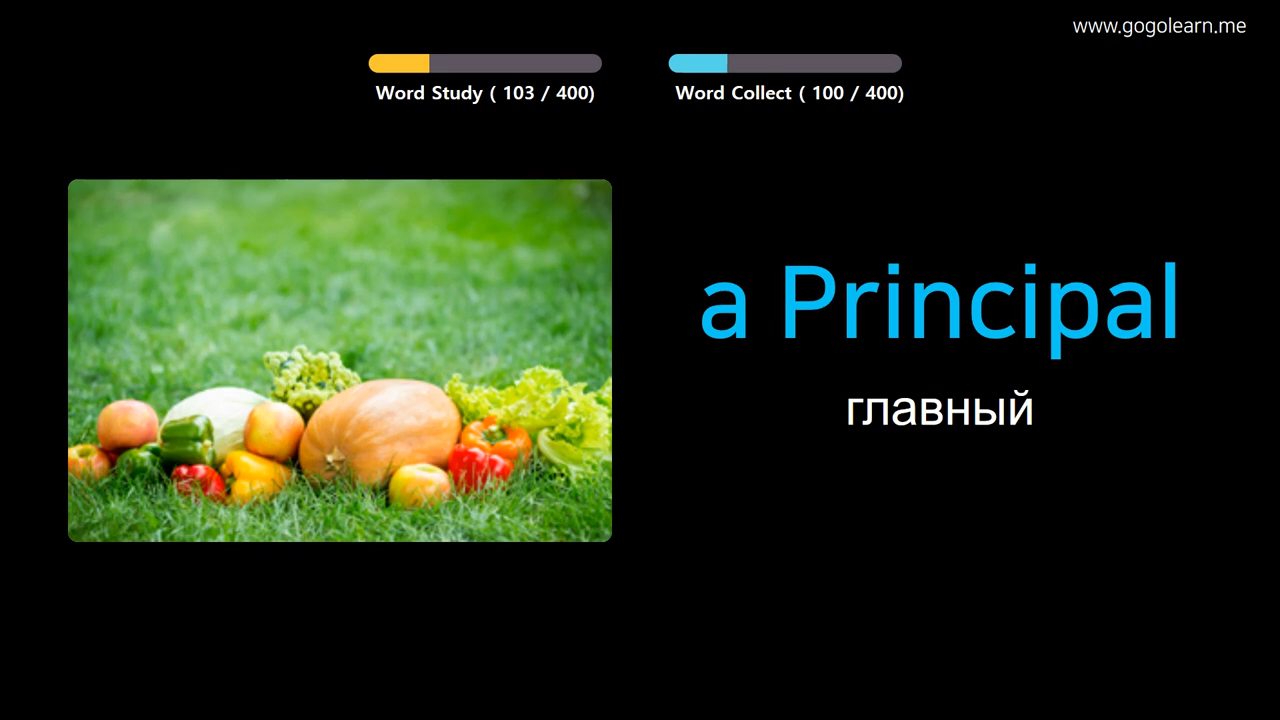 www.gogolearn.me
Word Study ( 103 / 400)
Word Collect ( 100 / 400)
a Principal
главный